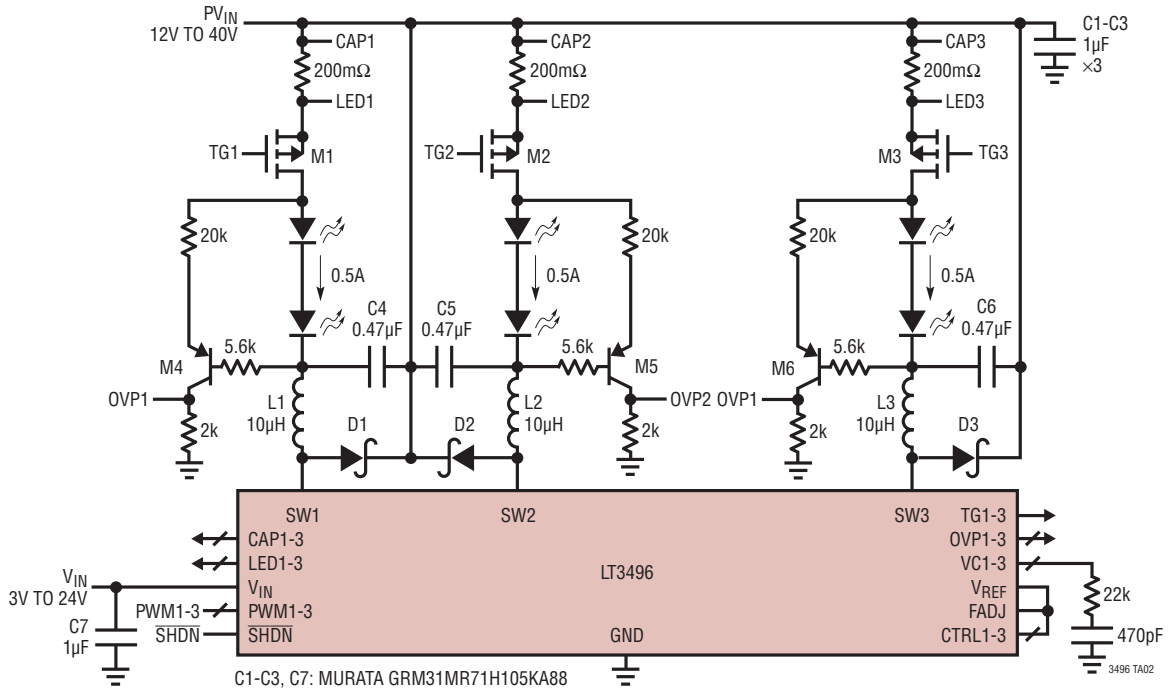 PVIN
12V TO 40V
CAP1
CAP2
CAP3
C1-C3
1µF
×3
200mΩ
200mΩ
200mΩ
LED1
LED2
LED3
TG1
M1
TG2
M2
M3
TG3
20k
20k
20k
0.5A
0.5A
0.5A
C4
0.47µF
C5
0.47µF
C6
0.47µF
M4
5.6k
5.6k
M5
M6
5.6k
OVP1
L1
10µH
L2
10µH
OVP2
OVP1
L3
10µH
2k
D1
D2
2k
2k
D3
SW1
SW2
SW3
TG1-3
CAP1-3
OVP1-3
LED1-3
LT3496
VC1-3
VIN
3V TO 24V
VIN
VREF
22k
PWM1-3
PWM1-3
FADJ
C7
1µF
SHDN
SHDN
GND
CTRL1-3
470pF
3496 TA02
C1-C3, C7: MURATA GRM31MR71H105KA88